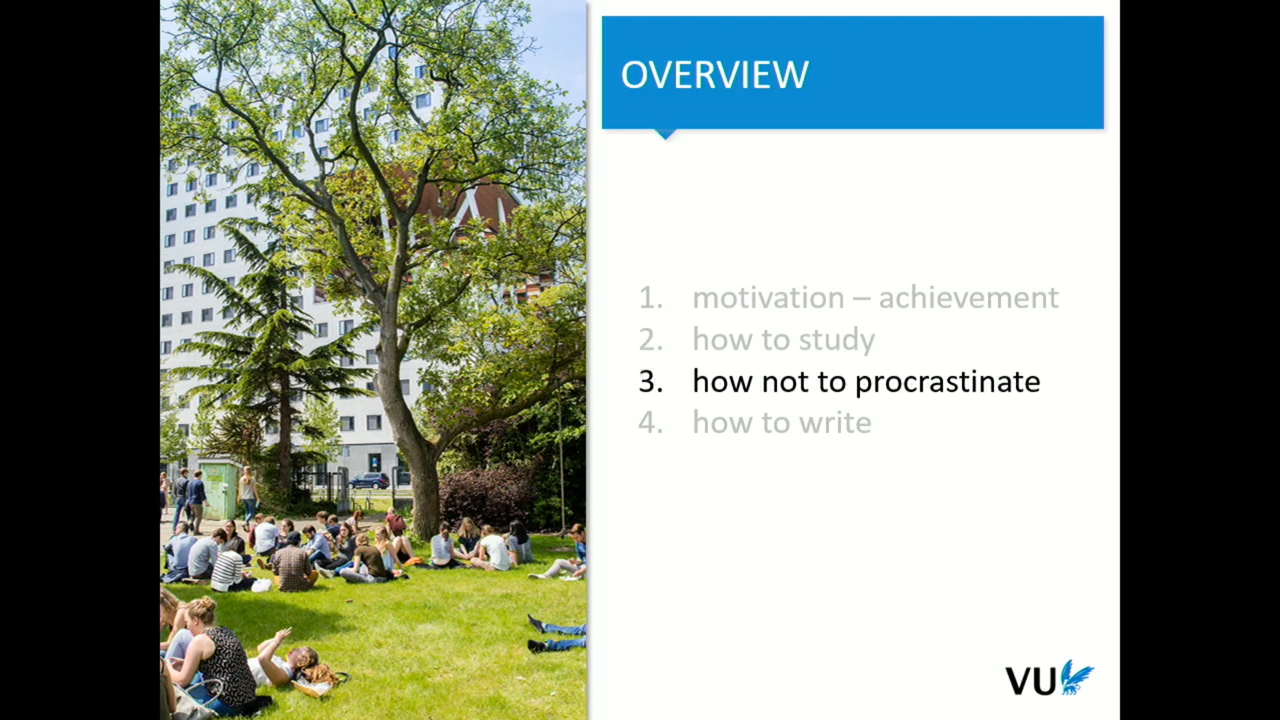 OVERVIEW
1. motivation – achievement
2. how to study
3. how not to procrastinate
4. how to write
VU